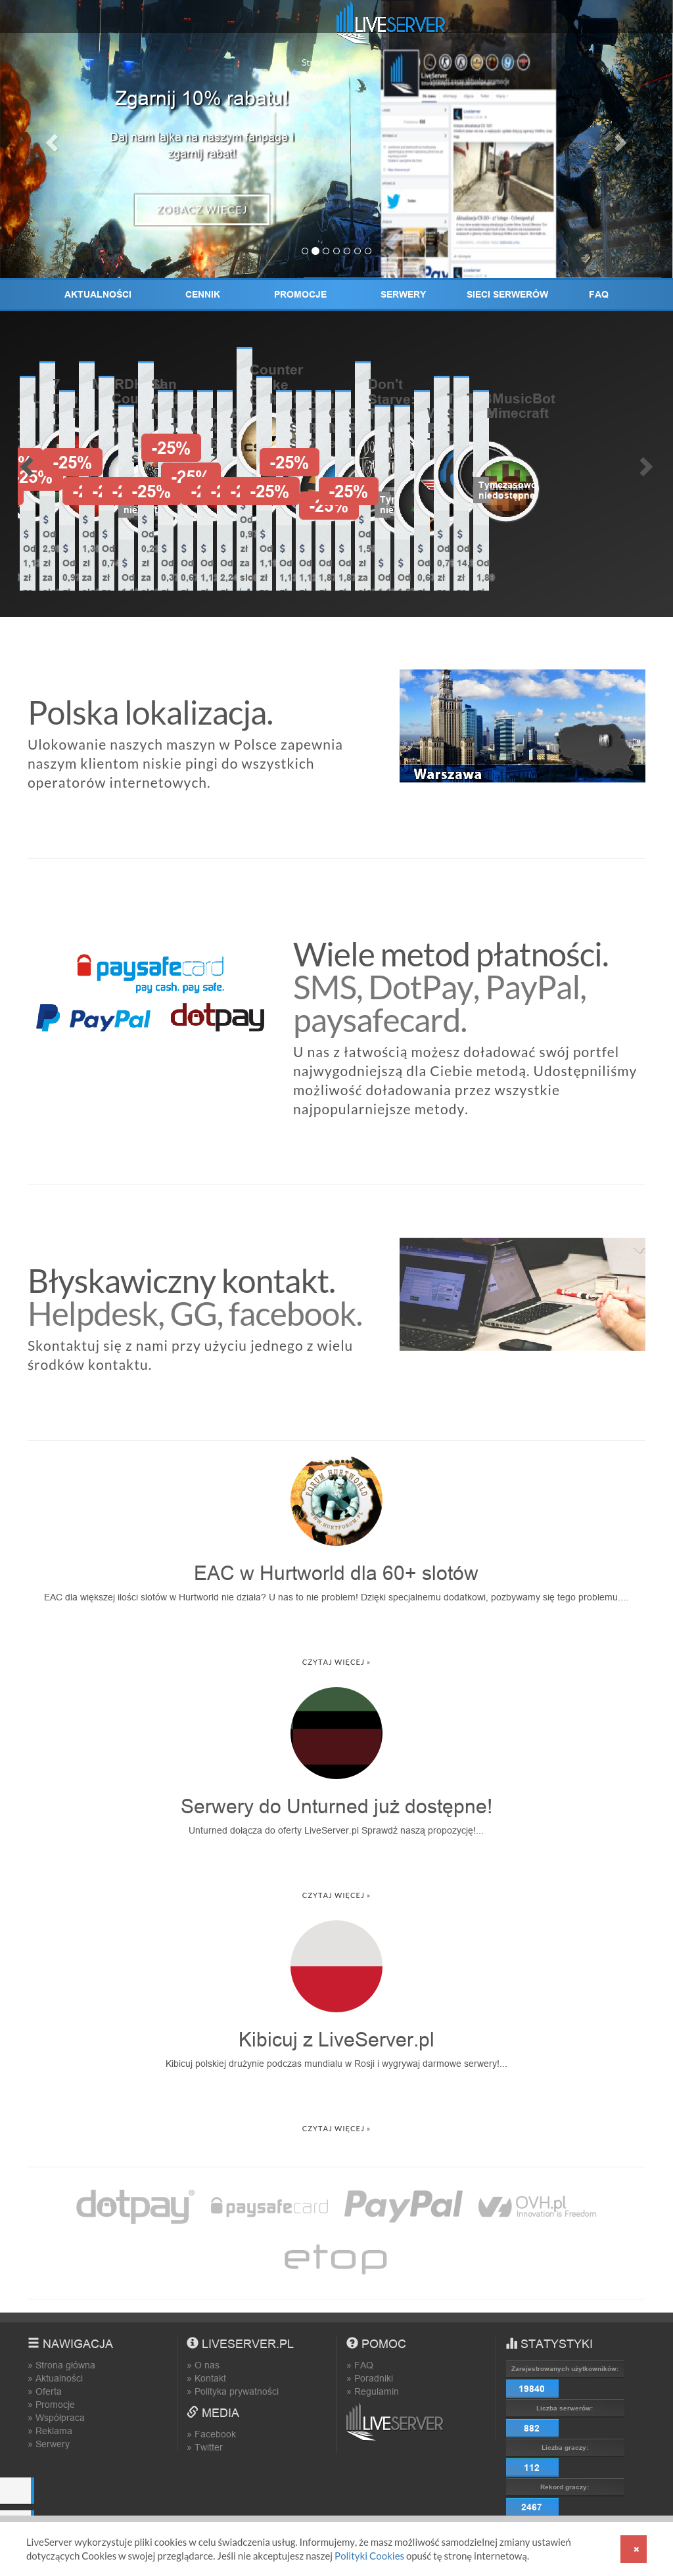 LIVESERVER
Zgarnij 10% rabatu!
Daj nam lajka na naszym fanpage i
zgarnij rabat!
ZOBACZ WIĘCEJ
LiveServer
Twitter
AKTUALNOŚCI CENNIK PROMOCJE SERWERY SIECI SERWERÓW FAQ
Counter
Don't
Starve:
MusicBot
Minecraft
-25%
-25%
-25%
-25%
-25%
-25%
Tymczasowo
niedostępne
Polska lokalizacja.
Ulokowanie naszych maszyn w Polsce zapewnia
naszym klientom niskie pingi do wszystkich
operatorów internetowych.
Warszawa
paysafecard
pay cash. pay safe.
PayPal dotpay
Wiele metod płatności.
SMS, DotPay, PayPal,
paysafecard.
U nas z łatwością możesz doładować swój portfel
najwygodniejszą dla Ciebie metodą. Udostępniliśmy
możliwość doładowania przez wszystkie
najpopularniejsze metody.
Błyskawiczny kontakt.
Helpdesk, GG, facebook.
Skontaktuj się z nami przy użyciu jednego z wielu
środków kontaktu.
FORUM HURTWORLD
EAC w Hurtworld dla 60+ slotów
EAC dla większej ilości slotów w Hurtworld nie działa? U nas to nie problem! Dzięki specjalnemu dodatkowi, pozbywamy się tego problemu....
CZYTAJ WIĘCEJ »
Serwery do Unturned już dostępne!
Unturned dołącza do oferty LiveServer.pl Sprawdź naszą propozycję!...
CZYTAJ WIĘCEJ »
Kibicuj z LiveServer.pl
Kibicuj polskiej drużynie podczas mundialu w Rosji i wygrywaj darmowe serwery!...
CZYTAJ WIĘCEJ »
dotpay® paysafecard PayPal OVH.pl
Innovation is Freedom
etop
NAWIGACJA
» Strona główna
» Aktualności
» Oferta
» Promocje
» Współpraca
» Reklama
» Serwery
LIVESERVER.PL
» O nas
» Kontakt
» Polityka prywatności
MEDIA
» Facebook
» Twitter
POMOC
» FAQ
» Poradniki
» Regulamin
LIVESERVER
STATYSTYKI
Zarejestrowanych użytkowników:
19840
Liczba serwerów:
882
Liczba graczy:
112
Rekord graczy:
2467
LiveServer wykorzystuje pliki cookies w celu świadczenia usług. Informujemy, że masz możliwość samodzielnej zmiany ustawień
dotyczących Cookies w swojej przeglądarce. Jeśli nie akceptujesz naszej Polityki Cookies opuść tę stronę internetową.